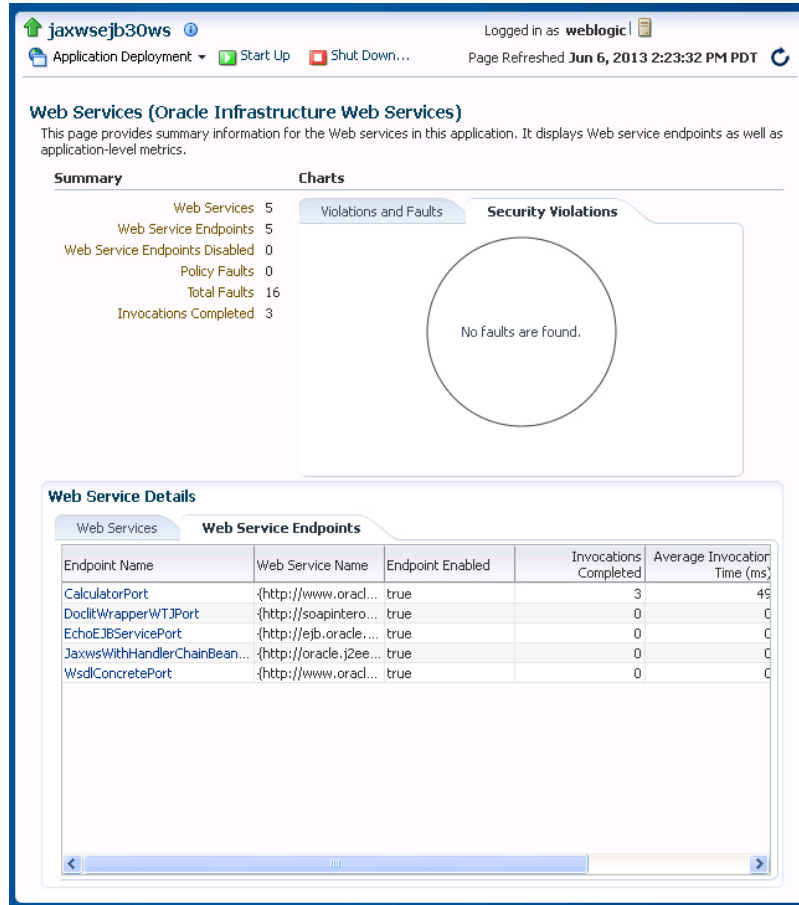 jaxwsejb30ws
Logged in as weblogic
Application Deployment Start Up Shut Down...
Page Refreshed Jun 6, 2013 2:23:32 PM PDT
Web Services (Oracle Infrastructure Web Services)
This page provides summary information for the Web services in this application. It displays Web service endpoints as well as
application-level metrics.
Summary
Web Services 5
Web Service Endpoints 5
Web Service Endpoints Disabled 0
Policy Faults 0
Total Faults 16
Invocations Completed 3
Charts
Violations and Faults Security Violations
No faults are found.
Web Service Details
Web Services Web Service Endpoints
Endpoint Name Web Service Name Endpoint Enabled Invocations Completed Average Invocation Time (ms)
CalculatorPort {http://www.oracl... true 3 49
DoclitWrapperWTJPort {http://soapintero... true 0 0
EchoEJBServicePort {http://ejb.oracle.... true 0 0
JaxwsWithHandlerChainBean... {http://oracle.j2ee... true 0 0
WsdlConcretePort {http://www.oracl... true 0 0